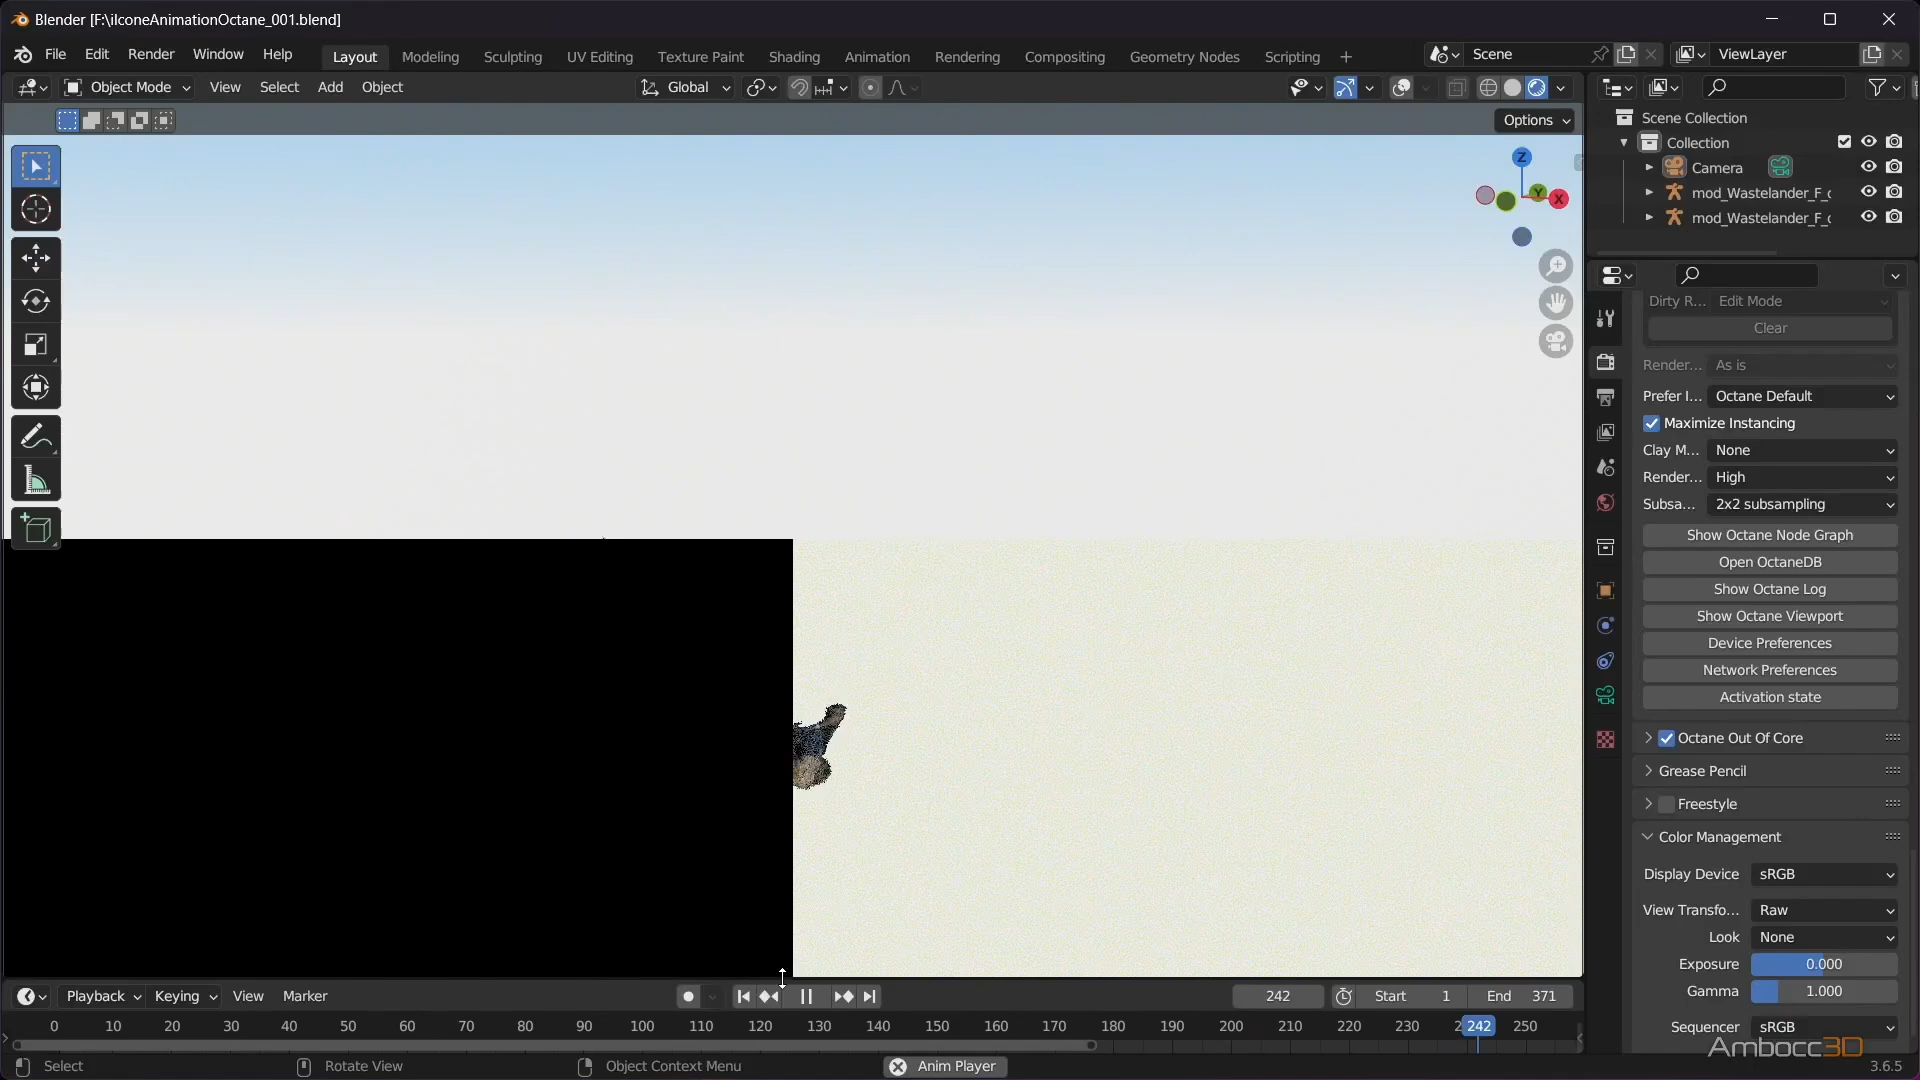 Blender [F:\iIconeAnimationOctane_001.blend]
File Edit Render Window Help Layout Modeling Sculpting UV Editing Texture Paint Shading Animation Rendering Compositing Geometry Nodes Scripting + Scene ViewLayer
Object Mode View Select Add Object Global
Options
Scene Collection
Collection
Camera
mod_Wastelander_F_c
mod_Wastelander_F_c
Z
Y
X
Dirty R... Edit Mode
Clear
Render... As is
Prefer I... Octane Default
Maximize Instancing
Clay M... None
Render... High
Subsa... 2x2 subsampling
Show Octane Node Graph
Open OctaneDB
Show Octane Log
Show Octane Viewport
Device Preferences
Network Preferences
Activation state
Octane Out Of Core
Grease Pencil
Freestyle
Color Management
Display Device sRGB
View Transfo... Raw
Look None
Exposure 0.000
Gamma 1.000
Sequencer sRGB
Playback Keying View Marker 242 Start 1 End 371
0 10 20 30 40 50 60 70 80 90 100 110 120 130 140 150 160 170 180 190 200 210 220 230 2 242 250
Ambocc3D
Select Rotate View Object Context Menu Anim Player 3.6.5